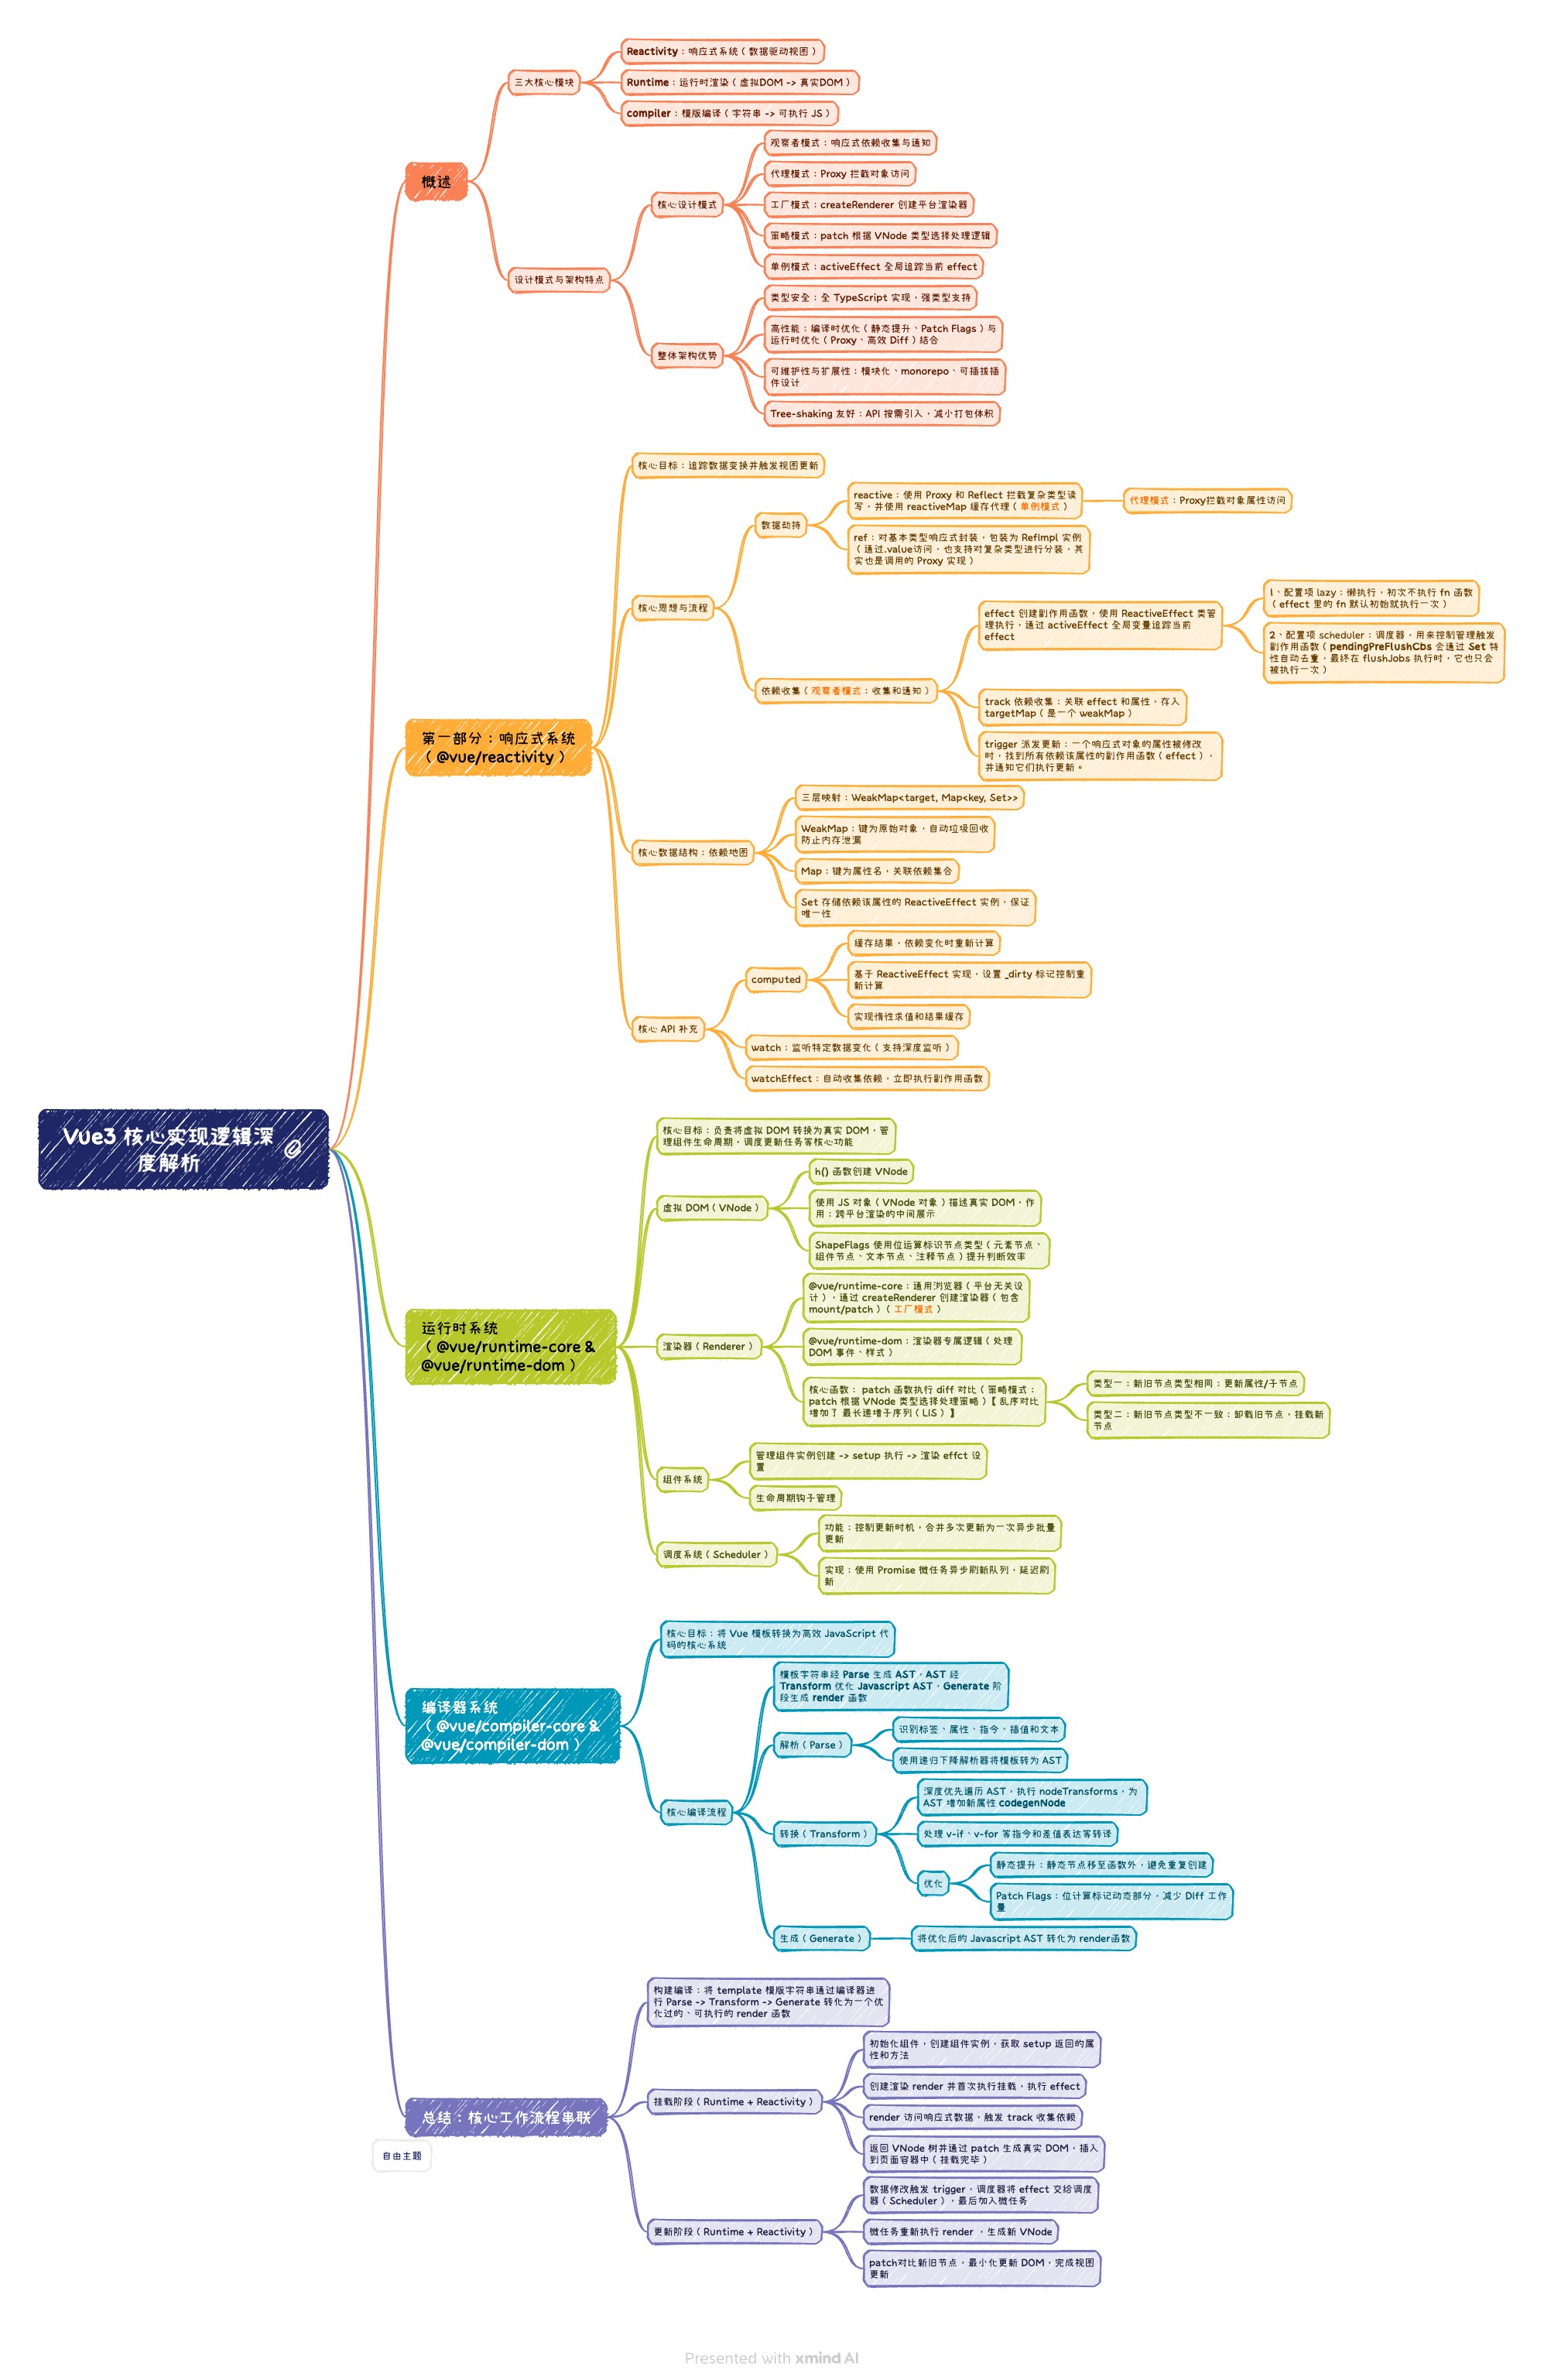 Vue3 核心实现逻辑深
度解析
概述
三大核心模块
Reactivity：响应式系统（数据驱动视图）
Runtime：运行时渲染（虚拟DOM -> 真实DOM）
compiler：模版编译（字符串 -> 可执行 JS）
设计模式与架构特点
核心设计模式
观察者模式：响应式依赖收集与通知
代理模式：Proxy 拦截对象访问
工厂模式：createRenderer 创建平台渲染器
策略模式：patch 根据 VNode 类型选择处理逻辑
单例模式：activeEffect 全局追踪当前 effect
整体架构优势
类型安全：全 TypeScript 实现，强类型支持
高性能：编译时优化（静态提升、Patch Flags）与
运行时优化（Proxy、高效 Diff）结合
可维护性与扩展性：模块化、monorepo、可插拔插
件设计
Tree-shaking 友好：API 按需引入，减小打包体积
第一部分：响应式系统
（@vue/reactivity）
核心目标：追踪数据变换并触发视图更新
核心思想与流程
数据劫持
reactive：使用 Proxy 和 Reflect 拦截复杂类型读
写，并使用 reactiveMap 缓存代理（单例模式）
代理模式：Proxy拦截对象属性访问
ref：对基本类型响应式封装，包装为 RefImpl 实例
（通过.value访问，也支持对复杂类型进行分装，其
实也是调用的 Proxy 实现）
依赖收集（观察者模式：收集和通知）
effect 创建副作用函数，使用 ReactiveEffect 类管
理执行，通过 activeEffect 全局变量追踪当前
effect
1、配置项 lazy：懒执行，初次不执行 fn 函数
（effect 里的 fn 默认初始就执行一次）
2、配置项 scheduler：调度器，用来控制管理触发
副作用函数（pendingPreFlushCbs 会通过 Set 特
性自动去重，最终在 flushJobs 执行时，它也只会
被执行一次）
track 依赖收集：关联 effect 和属性，存入
targetMap（是一个 weakMap）
trigger 派发更新：一个响应式对象的属性被修改
时，找到所有依赖该属性的副作用函数（effect），
并通知它们执行更新。
核心数据结构：依赖地图
三层映射：WeakMap<target, Map<key, Set>>
WeakMap：键为原始对象，自动垃圾回收
防止内存泄漏
Map：键为属性名，关联依赖集合
Set 存储依赖该属性的 ReactiveEffect 实例，保证
唯一性
核心 API 补充
computed
缓存结果，依赖变化时重新计算
基于 ReactiveEffect 实现，设置 _dirty 标记控制重
新计算
实现惰性求值和结果缓存
watch：监听特定数据变化（支持深度监听）
watchEffect：自动收集依赖，立即执行副作用函数
运行时系统
（@vue/runtime-core &
@vue/runtime-dom）
核心目标：负责将虚拟 DOM 转换为真实 DOM，管
理组件生命周期，调度更新任务等核心功能
虚拟 DOM（VNode）
h() 函数创建 VNode
使用 JS 对象（VNode 对象）描述真实 DOM，作
用：跨平台渲染的中间展示
ShapeFlags 使用位运算标识节点类型（元素节点、
组件节点、文本节点、注释节点）提升判断效率
渲染器（Renderer）
@vue/runtime-core：通用浏览器（平台无关设
计），通过 createRenderer 创建渲染器（包含
mount/patch）（工厂模式）
@vue/runtime-dom：渲染器专属逻辑（处理
DOM 事件、样式）
核心函数： patch 函数执行 diff 对比（策略模式：
patch 根据 VNode 类型选择处理策略）【 乱序对比
增加了 最长递增子序列（LIS）】
类型一：新旧节点类型相同：更新属性/子节点
类型二：新旧节点类型不一致：卸载旧节点，挂载新
节点
组件系统
管理组件实例创建 -> setup 执行 -> 渲染 effct 设
置
生命周期钩子管理
调度系统（Scheduler）
功能：控制更新时机，合并多次更新为一次异步批量
更新
实现：使用 Promise 微任务异步刷新队列，延迟刷
新
编译器系统
（@vue/compiler-core &
@vue/compiler-dom）
核心目标：将 Vue 模板转换为高效 JavaScript 代
码的核心系统
核心编译流程
模板字符串经 Parse 生成 AST，AST 经
Transform 优化 Javascript AST，Generate 阶
段生成 render 函数
解析（Parse）
识别标签、属性、指令、插值和文本
使用递归下降解析器将模板转为 AST
转换（Transform）
深度优先遍历 AST，执行 nodeTransforms，为
AST 增加新属性 codegenNode
处理 v-if、v-for 等指令和差值表达等转译
优化
静态提升：静态节点移至函数外，避免重复创建
Patch Flags：位计算标记动态部分，减少 Diff 工作
量
生成（Generate）
将优化后的 Javascript AST 转化为 render函数
总结：核心工作流程串联
构建编译：将 template 模版字符串通过编译器进
行 Parse -> Transform -> Generate 转化为一个优
化过的、可执行的 render 函数
挂载阶段（Runtime + Reactivity）
初始化组件，创建组件实例，获取 setup 返回的属
性和方法
创建渲染 render 并首次执行挂载，执行 effect
render 访问响应式数据，触发 track 收集依赖
返回 VNode 树并通过 patch 生成真实 DOM，插入
到页面容器中（挂载完毕）
更新阶段（Runtime + Reactivity）
数据修改触发 trigger，调度器将 effect 交给调度
器（Scheduler），最后加入微任务
微任务重新执行 render ，生成新 VNode
patch对比新旧节点，最小化更新 DOM，完成视图
更新
自由主题
Presented with xmind AI